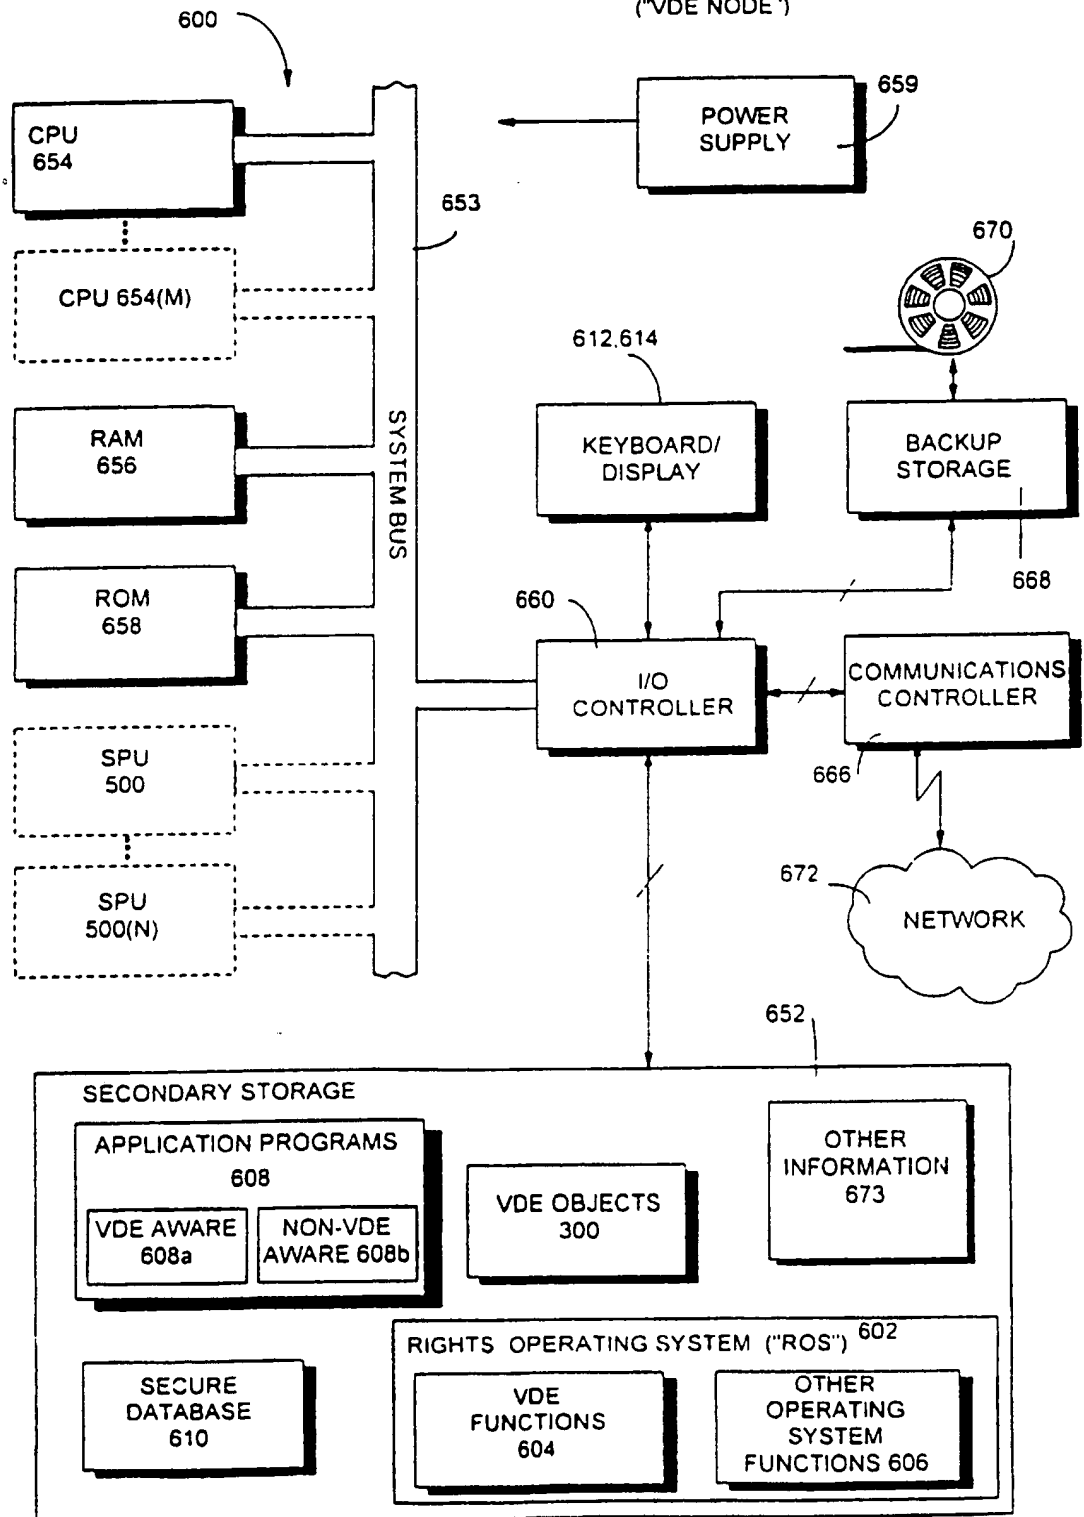 ("VDE NODE")
600
POWER
SUPPLY
659
CPU
654
653
CPU 654(M)
670
612,614
KEYBOARD/
DISPLAY
BACKUP
STORAGE
RAM
656
SYSTEM BUS
668
ROM
658
660
I/O
CONTROLLER
COMMUNICATIONS
CONTROLLER
666
SPU
500
SPU
500(N)
672
NETWORK
652
SECONDARY STORAGE
APPLICATION PROGRAMS
608
VDE AWARE
608a
NON-VDE
AWARE 608b
VDE OBJECTS
300
OTHER
INFORMATION
673
RIGHTS OPERATING SYSTEM ("ROS") 602
SECURE
DATABASE
610
VDE
FUNCTIONS
604
OTHER
OPERATING
SYSTEM
FUNCTIONS 606